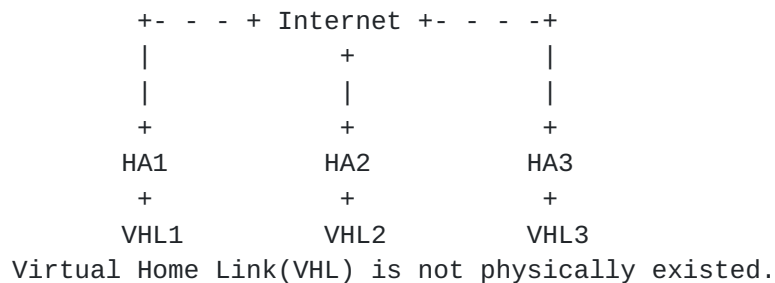 +- - - + Internet +- - - -+
|            +            |
|            |            |
+            +            +
HA1          HA2          HA3
+            +            +
VHL1         VHL2         VHL3
Virtual Home Link(VHL) is not physically existed.